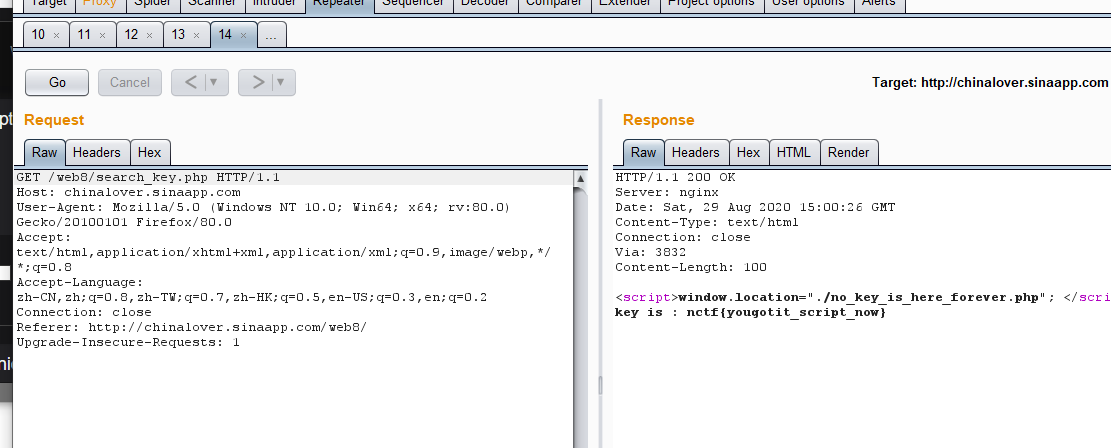 Target Proxy Spider Scanner Intruder Repeater Sequencer Decoder Comparer Extender Project options User options Alerts
10 × 11 × 12 × 13 × 14 × ...
Go Cancel < | ▼ > | ▼ Target: http://chinalover.sinaapp.com
Request
Raw Headers Hex
GET /web8/search_key.php HTTP/1.1
Host: chinalover.sinaapp.com
User-Agent: Mozilla/5.0 (Windows NT 10.0; Win64; x64; rv:80.0)
Gecko/20100101 Firefox/80.0
Accept:
text/html,application/xhtml+xml,application/xml;q=0.9,image/webp,*/
*;q=0.8
Accept-Language:
zh-CN,zh;q=0.8,zh-TW;q=0.7,zh-HK;q=0.5,en-US;q=0.3,en;q=0.2
Connection: close
Referer: http://chinalover.sinaapp.com/web8/
Upgrade-Insecure-Requests: 1
Response
Raw Headers Hex HTML Render
HTTP/1.1 200 OK
Server: nginx
Date: Sat, 29 Aug 2020 15:00:26 GMT
Content-Type: text/html
Connection: close
Via: 3832
Content-Length: 100
<script>window.location="./no_key_is_here_forever.php"; </scri
key is : nctf{yougotit_script_now}